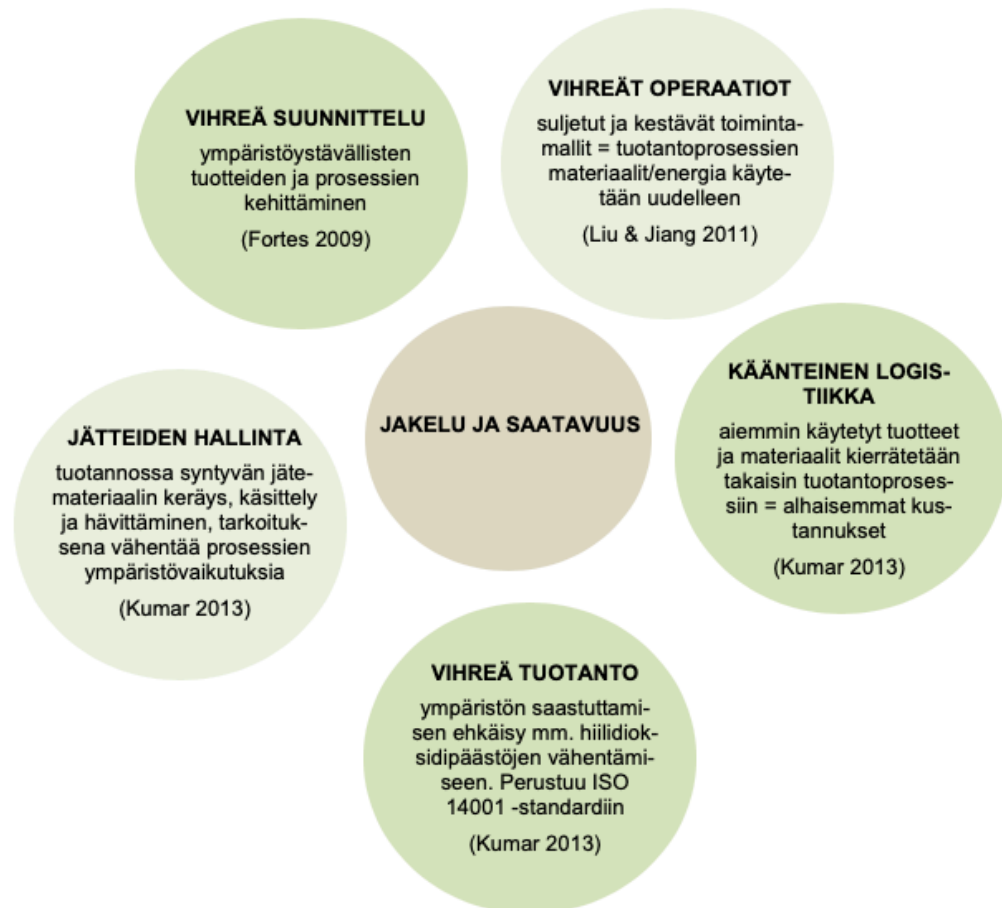 VIHREÄ SUUNNITTELU
ympäristöystävällisten
tuotteiden ja prosessien
kehittäminen
(Fortes 2009)
VIHREÄT OPERAATIOT
suljetut ja kestävät toiminta-
mallit = tuotantoprosessien
materiaalit/energia käyte-
tään uudelleen
(Liu & Jiang 2011)
JAKELU JA SAATAVUUS
KÄÄNTEINEN LOGIS-
TIIKKA
aiemmin käytetyt tuotteet
ja materiaalit kierrätetään
takaisin tuotantoproses-
siin = alhaisemmat kus-
tannukset
(Kumar 2013)
JÄTTEIDEN HALLINTA
tuotannossa syntyvän jäte-
materiaalin keräys, käsittely
ja hävittäminen, tarkoituk-
sena vähentää prosessien
ympäristövaikutuksia
(Kumar 2013)
VIHREÄ TUOTANTO
ympäristön saastuttami-
sen ehkäisy mm. hiilidiok-
sidipäästöjen vähentämi-
seen. Perustuu ISO
14001 -standardiin
(Kumar 2013)